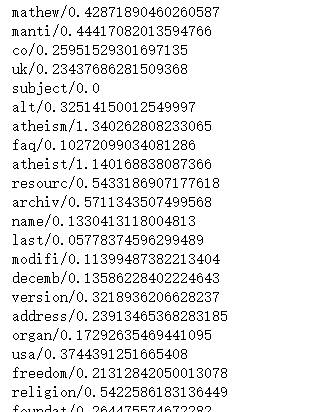 mathew/0.42871890460260587
manti/0.44417082013594766
co/0.25951529301697135
uk/0.23437686281509368
subject/0.0
alt/0.32514150012549997
atheism/1.340262808233065
faq/0.10272099034081286
atheist/1.140168838087366
resourc/0.5433186907177618
archiv/0.5711343507499568
name/0.1330413118004813
last/0.05778374596299489
modifi/0.11399487382213404
decemb/0.13586228402224643
version/0.3218936206628237
address/0.23913465368283185
organ/0.17292635469441095
usa/0.3744391251665408
freedom/0.21312842050013078
religion/0.5422586183136449
foundat/0.264475574672282